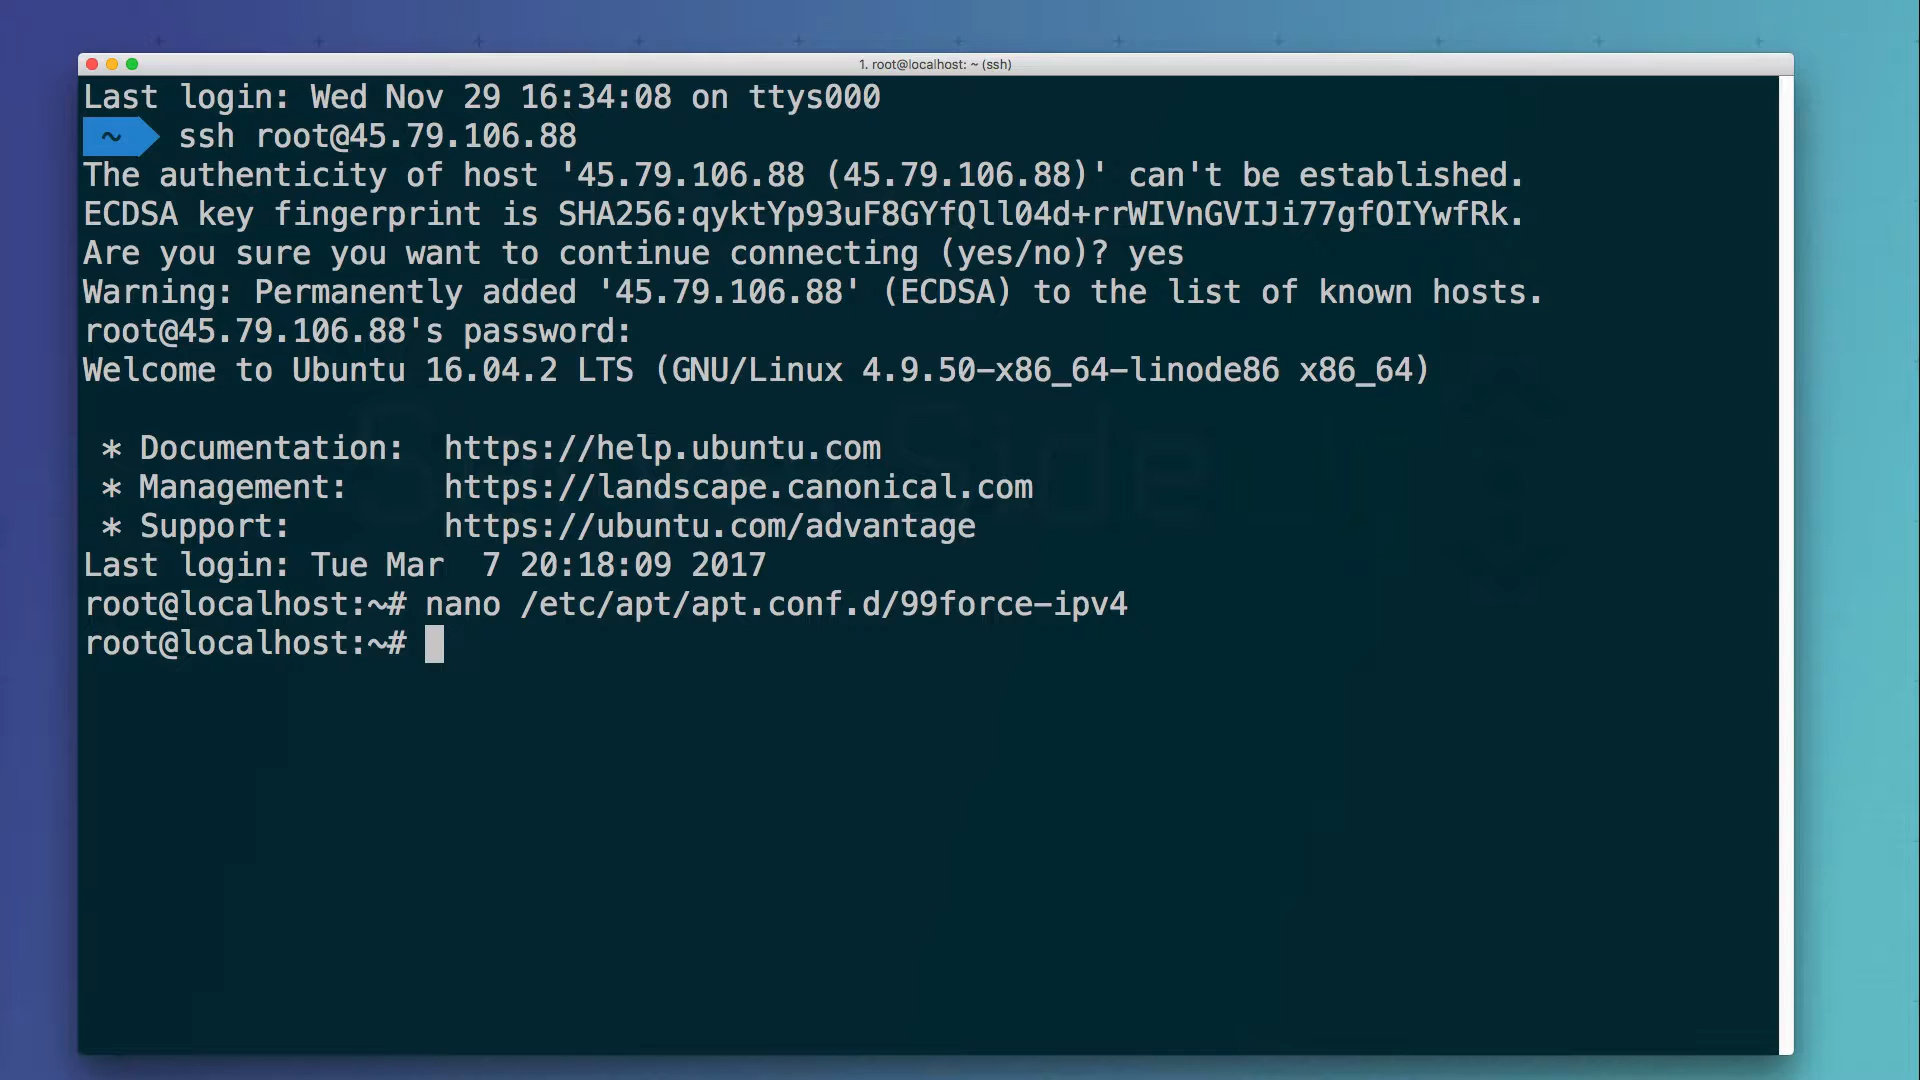 1. root@localhost: ~ (ssh)
Last login: Wed Nov 29 16:34:08 on ttys000
~ ssh root@45.79.106.88
The authenticity of host '45.79.106.88 (45.79.106.88)' can't be established.
ECDSA key fingerprint is SHA256:qyktYp93uF8GYfQll04d+rrWIVnGVIJi77gfOIYwfRk.
Are you sure you want to continue connecting (yes/no)? yes
Warning: Permanently added '45.79.106.88' (ECDSA) to the list of known hosts.
root@45.79.106.88's password:
Welcome to Ubuntu 16.04.2 LTS (GNU/Linux 4.9.50-x86_64-linode86 x86_64)
* Documentation: https://help.ubuntu.com
* Management: https://landscape.canonical.com
* Support: https://ubuntu.com/advantage
Last login: Tue Mar  7 20:18:09 2017
root@localhost:~# nano /etc/apt/apt.conf.d/99force-ipv4
root@localhost:~#